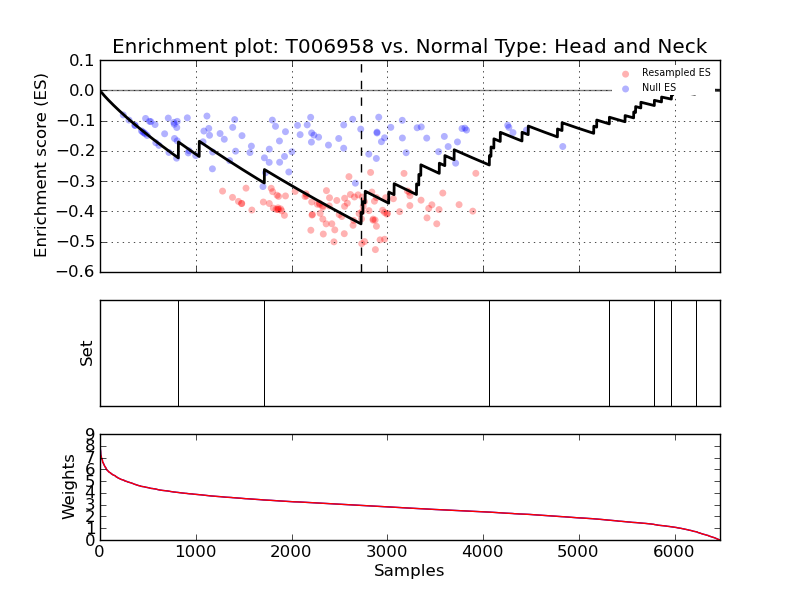 Enrichment plot: T006958 vs. Normal Type: Head and Neck
Enrichment score (ES)
0.1
0.0
−0.1
−0.2
−0.3
−0.4
−0.5
−0.6
Resampled ES
Null ES
Set
Weights
9
8
7
6
5
4
3
2
1
0
0 1000 2000 3000 4000 5000 6000
Samples